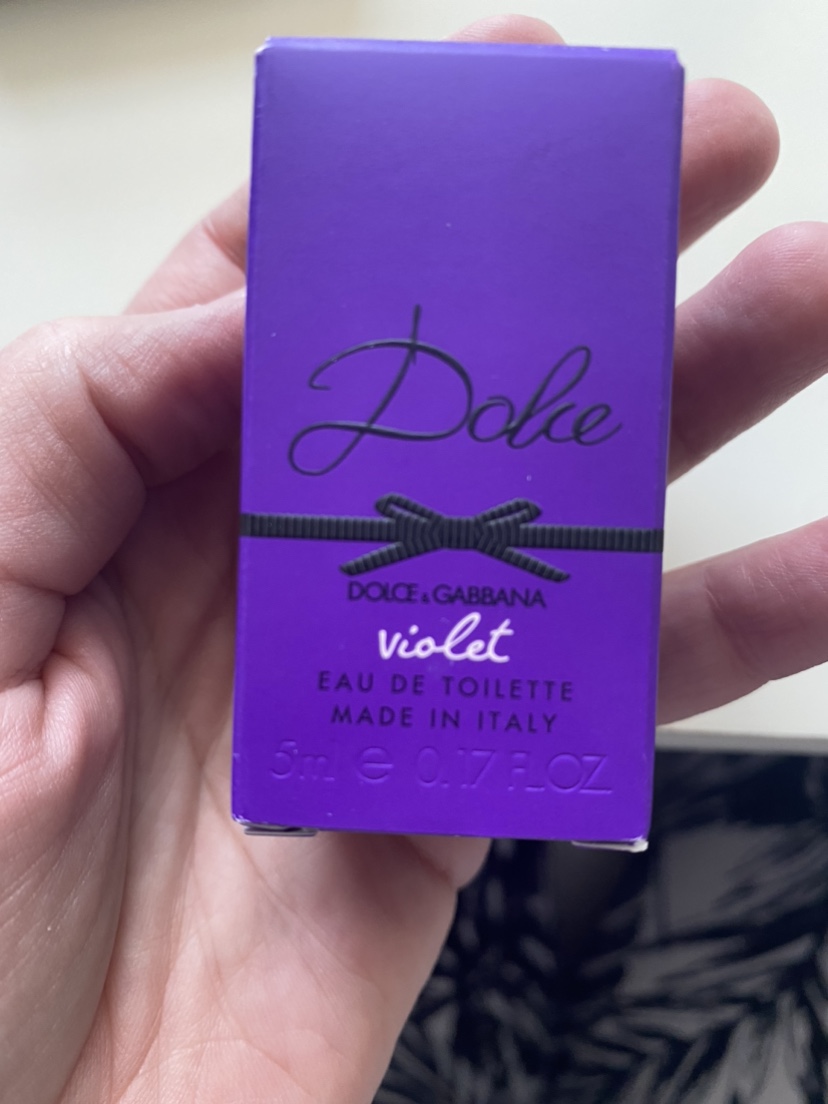 Dolce
DOLCE & GABBANA
violet
EAU DE TOILETTE
MADE IN ITALY
5ml ℮ 0.17 FL.OZ